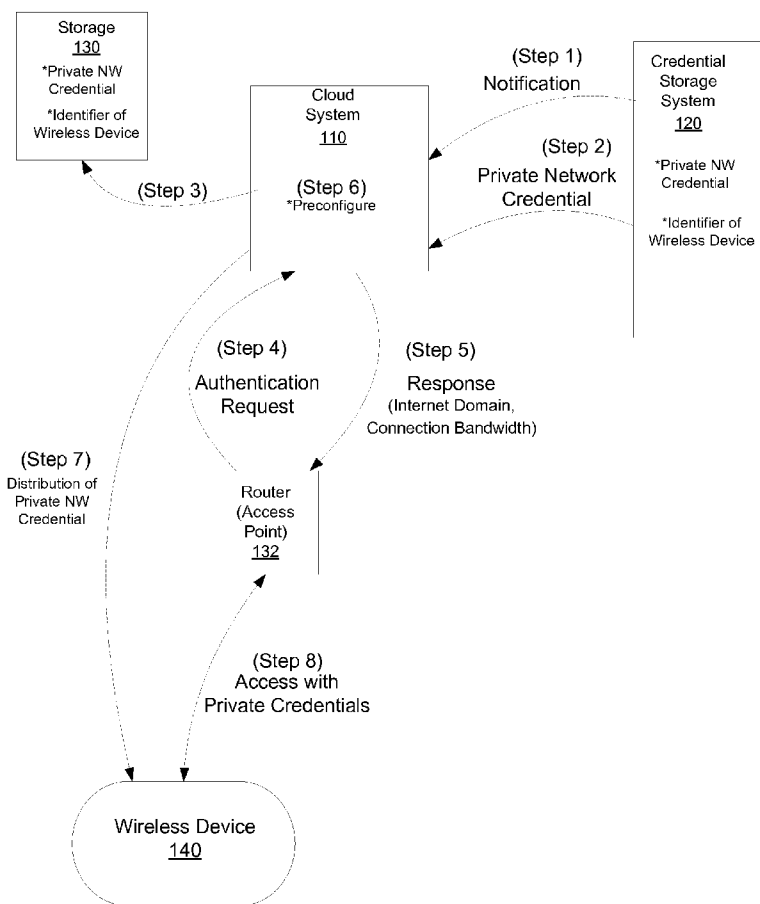 Storage
130
*Private NW
Credential
*Identifier of
Wireless Device
(Step 3)
Cloud
System
110
(Step 6)
*Preconfigure
(Step 1)
Notification
(Step 2)
Private Network
Credential
Credential
Storage
System
120
*Private NW
Credential
*Identifier of
Wireless Device
(Step 4)
Authentication
Request
(Step 5)
Response
(Internet Domain,
Connection Bandwidth)
(Step 7)
Distribution of
Private NW
Credential
Router
(Access
Point)
132
(Step 8)
Access with
Private Credentials
Wireless Device
140